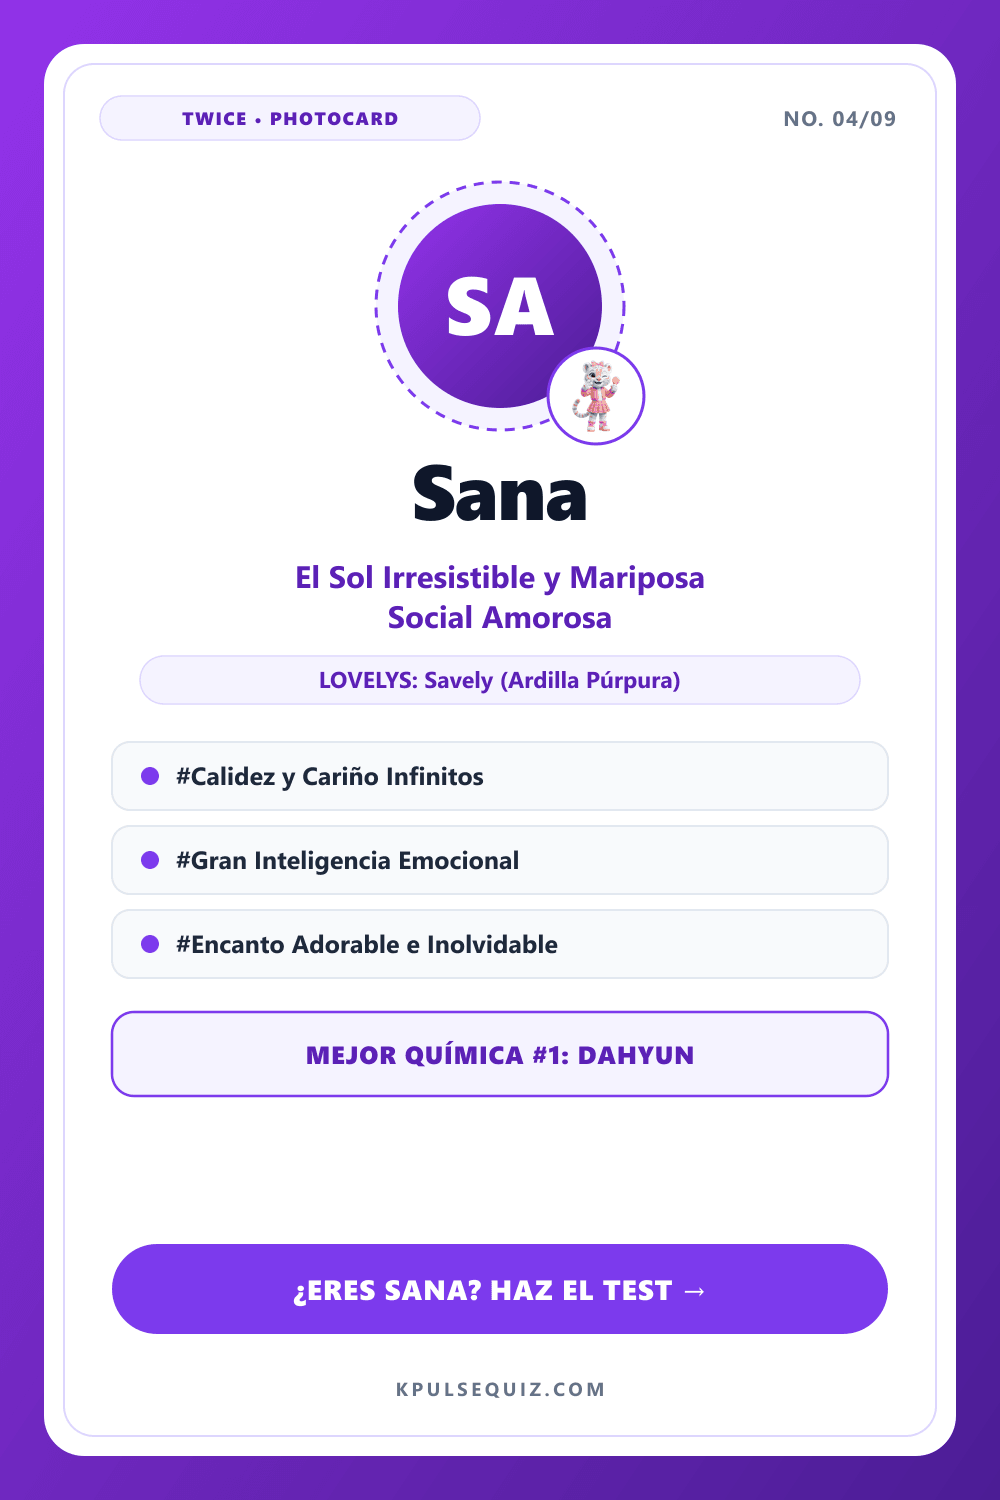 TWICE • PHOTOCARD
NO. 04/09
SA
Sana
El Sol Irresistible y Mariposa
Social Amorosa
LOVELYS: Savely (Ardilla Púrpura)
#Calidez y Cariño Infinitos
#Gran Inteligencia Emocional
#Encanto Adorable e Inolvidable
MEJOR QUÍMICA #1: DAHYUN
¿ERES SANA? HAZ EL TEST →
KPULSEQUIZ.COM